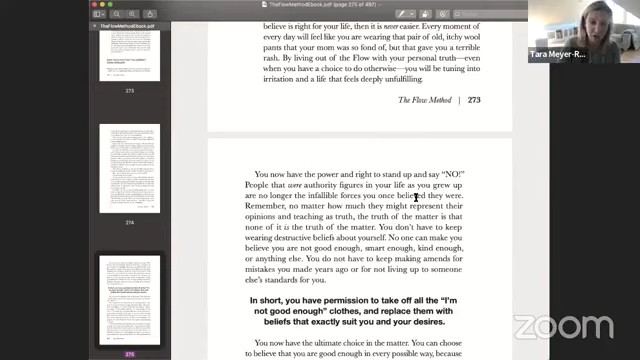 TheFlowMethodEbook.pdf (page 275 of 497)
TheFlowMethodEbook.pdf
believe is right for your life, then it is never easier. Every moment of
every day will feel like you are wearing that pair of old, itchy wool
pants that your mom was so fond of, but that gave you a terrible
rash. By living out of the Flow with your personal truth—even
when you have a choice to do otherwise—you will be tuning into
irritation and a life that feels deeply unfulfilling.
The Flow Method | 273
You now have the power and right to stand up and say “NO!”
People that were authority figures in your life as you grew up
are no longer the infallible forces you once believed they were.
Remember, no matter how much they might represent their
opinions and teaching as truth, the truth of the matter is that
none of it is the truth of the matter. You don’t have to keep
wearing destructive beliefs about yourself. No one can make you
believe you are not good enough, smart enough, kind enough,
or anything else. You do not have to keep making amends for
mistakes you made years ago or for not living up to someone
else’s standards for you.
In short, you have permission to take off all the “I’m
not good enough” clothes, and replace them with
beliefs that exactly suit you and your desires.
You now have the ultimate choice in the matter. You can choose
to believe that you are good enough in every possible way, because
273
274
275
Tara Meyer-R...
zoom